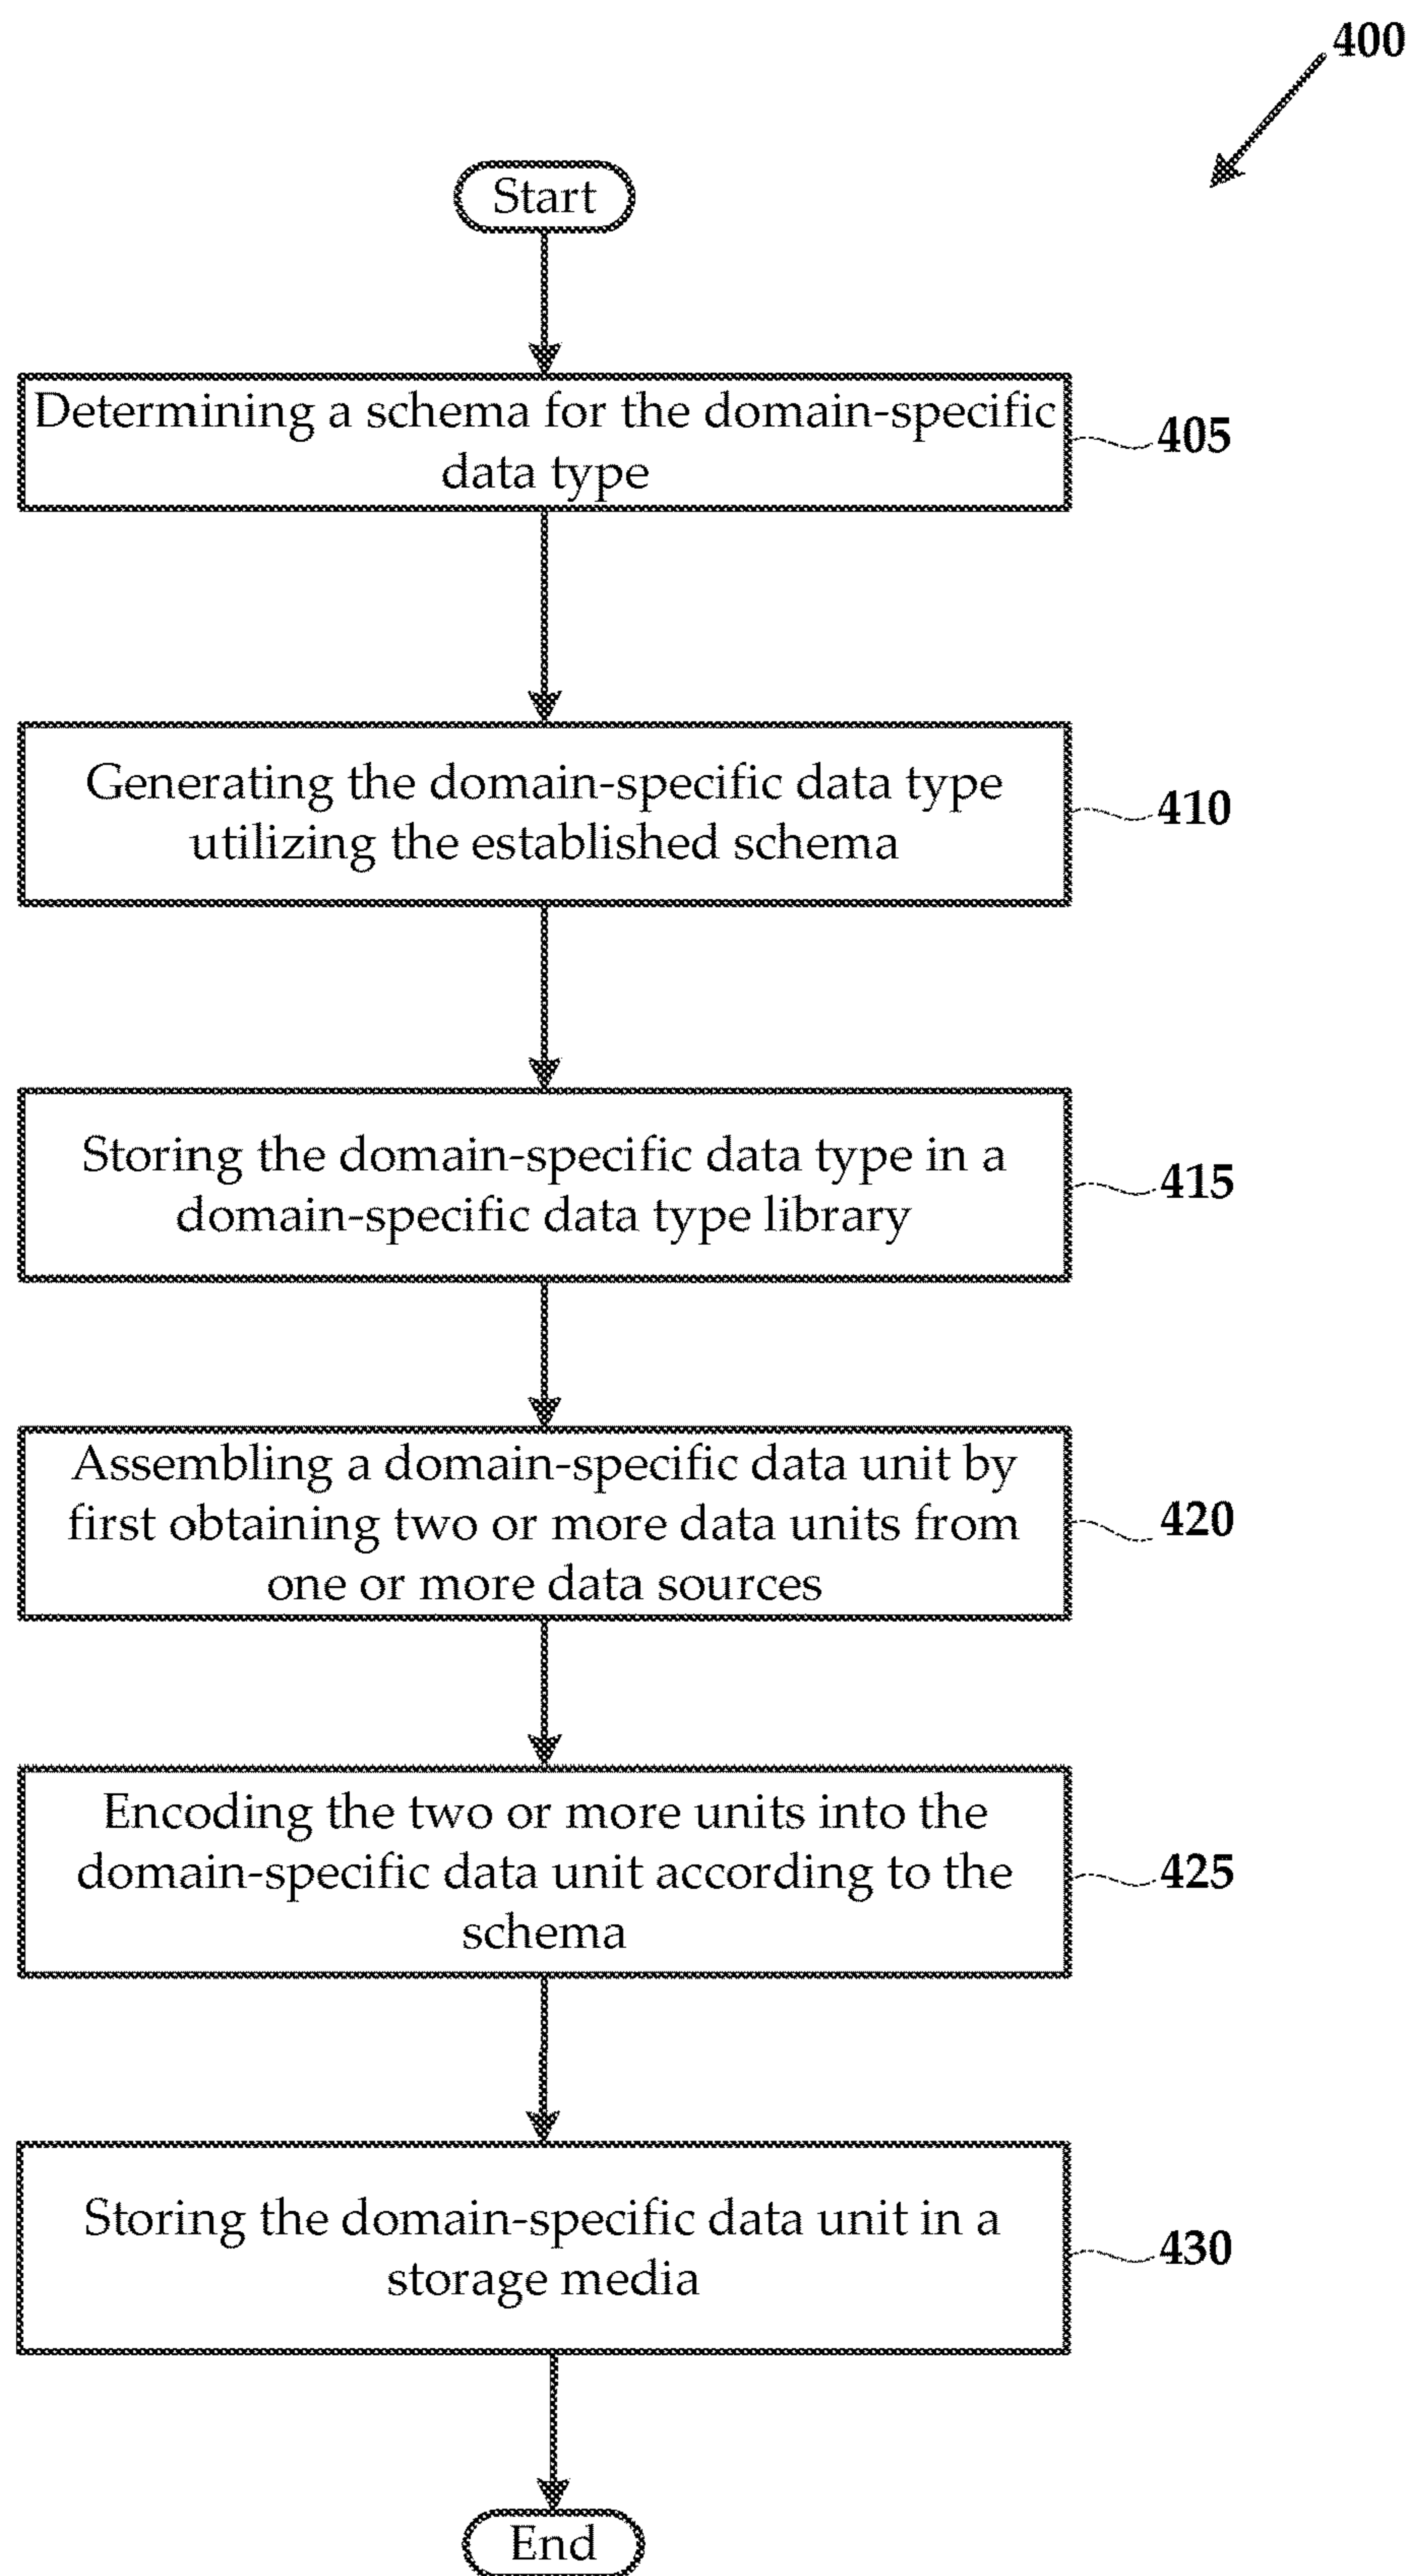 400
Start
Determining a schema for the domain-specific
data type
405
Generating the domain-specific data type
utilizing the established schema
410
Storing the domain-specific data type in a
domain-specific data type library
415
Assembling a domain-specific data unit by
first obtaining two or more data units from
one or more data sources
420
Encoding the two or more units into the
domain-specific data unit according to the
schema
425
Storing the domain-specific data unit in a
storage media
430
End